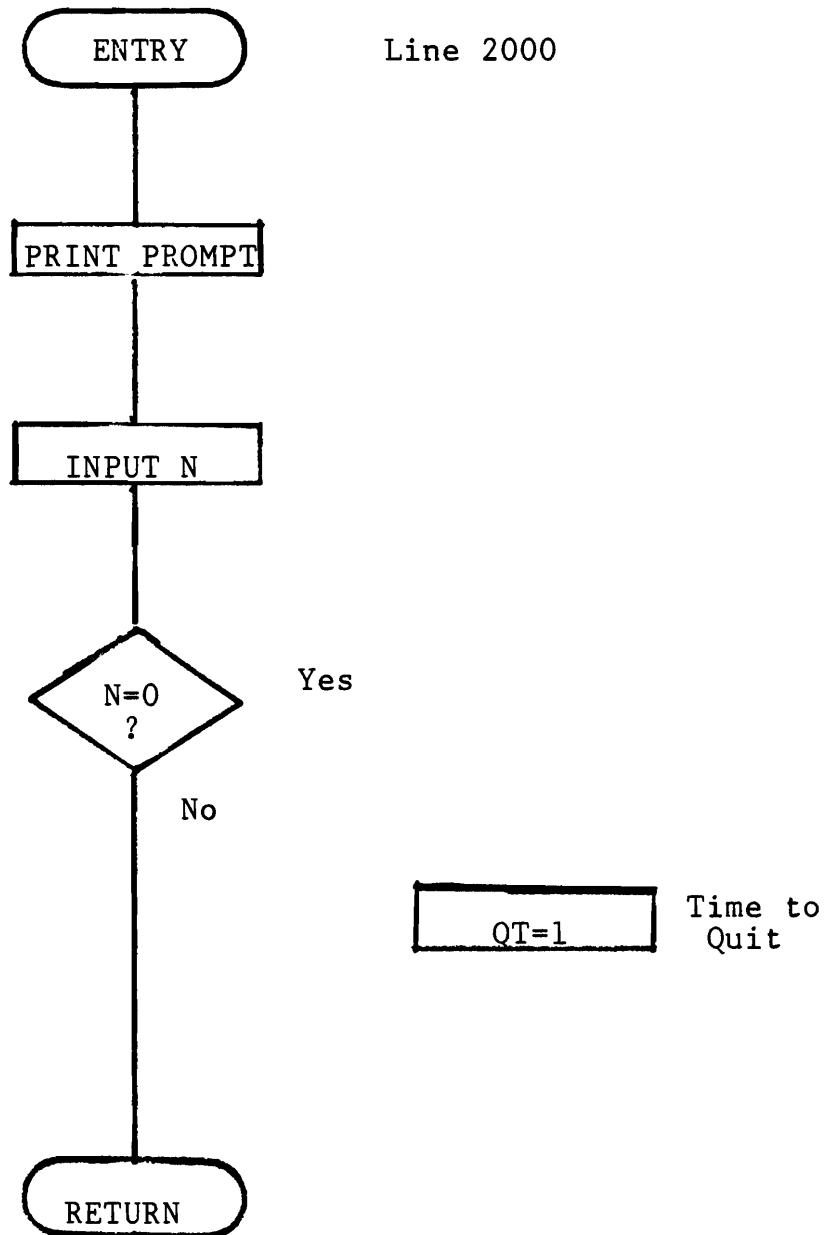 ENTRY
Line 2000
PRINT PROMPT
INPUT N
N=0
?
Yes
No
QT=1
Time to
Quit
RETURN